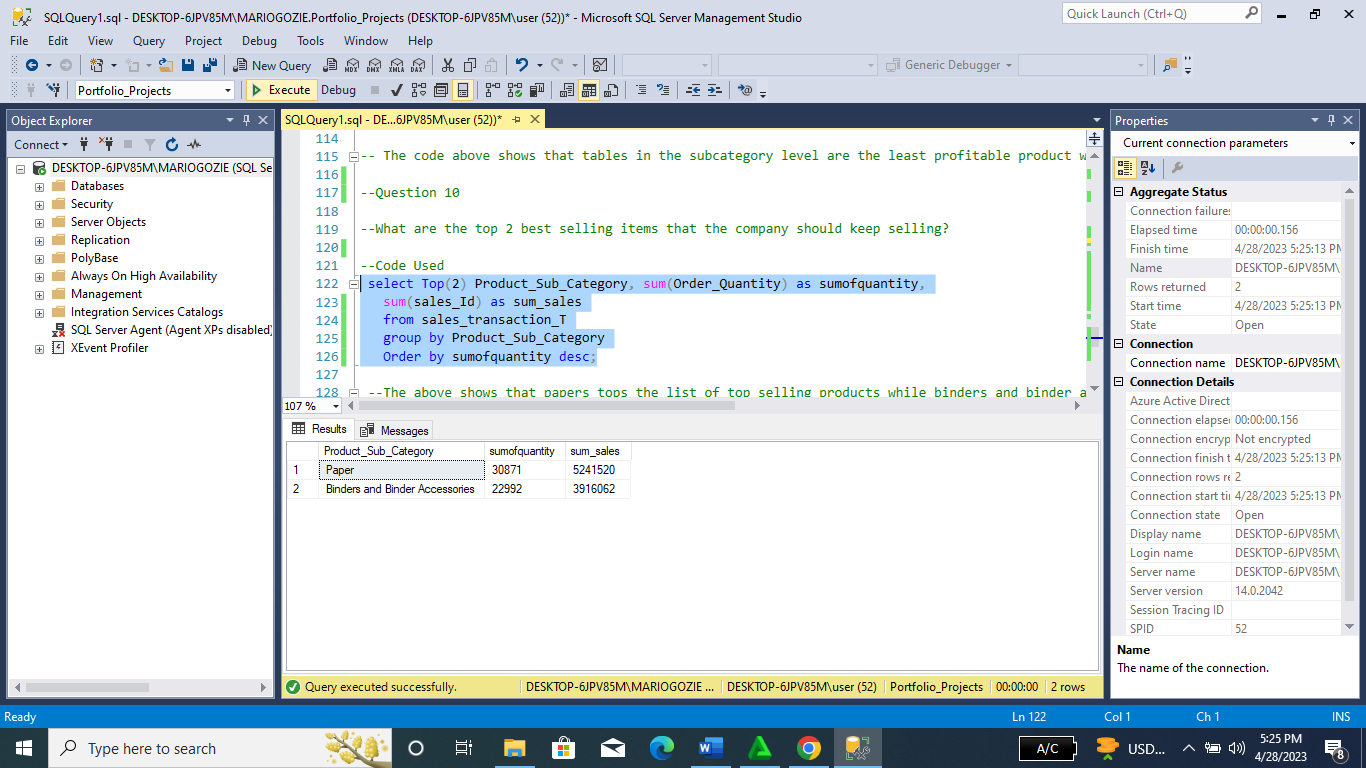 SQLQuery1.sql - DESKTOP-6JPV85M\MARIOGOZIE.Portfolio_Projects (DESKTOP-6JPV85M\user (52))* - Microsoft SQL Server Management Studio
Quick Launch (Ctrl+Q)
File Edit View Query Project Debug Tools Window Help
New Query MDX DMX XMLA DAX Generic Debugger
Portfolio_Projects Execute Debug
Object Explorer
Connect
DESKTOP-6JPV85M\MARIOGOZIE (SQL Se
Databases
Security
Server Objects
Replication
PolyBase
Always On High Availability
Management
Integration Services Catalogs
SQL Server Agent (Agent XPs disabled)
XEvent Profiler
SQLQuery1.sql - DE...6JPV85M\user (52))*
114
115 -- The code above shows that tables in the subcategory level are the least profitable product w
116
117 --Question 10
118
119 --What are the top 2 best selling items that the company should keep selling?
120
121 --Code Used
122 select Top(2) Product_Sub_Category, sum(Order_Quantity) as sumofquantity,
123 sum(sales_Id) as sum_sales
124 from sales_transaction_T
125 group by Product_Sub_Category
126 Order by sumofquantity desc;
127
128 --The above shows that papers tops the list of top selling products while binders and binder a
107 %
Results Messages
Product_Sub_Category sumofquantity sum_sales
1 Paper 30871 5241520
2 Binders and Binder Accessories 22992 3916062
Query executed successfully. DESKTOP-6JPV85M\MARIOGOZIE ... DESKTOP-6JPV85M\user (52) Portfolio_Projects 00:00:00 2 rows
Properties
Current connection parameters
Aggregate Status
Connection failures
Elapsed time 00:00:00.156
Finish time 4/28/2023 5:25:13 PM
Name DESKTOP-6JPV85M\
Rows returned 2
Start time 4/28/2023 5:25:13 PM
State Open
Connection
Connection name DESKTOP-6JPV85M\
Connection Details
Azure Active Direct
Connection elapse 00:00:00.156
Connection encryp Not encrypted
Connection finish t 4/28/2023 5:25:13 PM
Connection rows re 2
Connection start tir 4/28/2023 5:25:13 PM
Connection state Open
Display name DESKTOP-6JPV85M\
Login name DESKTOP-6JPV85M\
Server name DESKTOP-6JPV85M\
Server version 14.0.2042
Session Tracing ID
SPID 52
Name
The name of the connection.
Ready Ln 122 Col 1 Ch 1 INS
Type here to search
A/C USD... 5:25 PM
4/28/2023
8